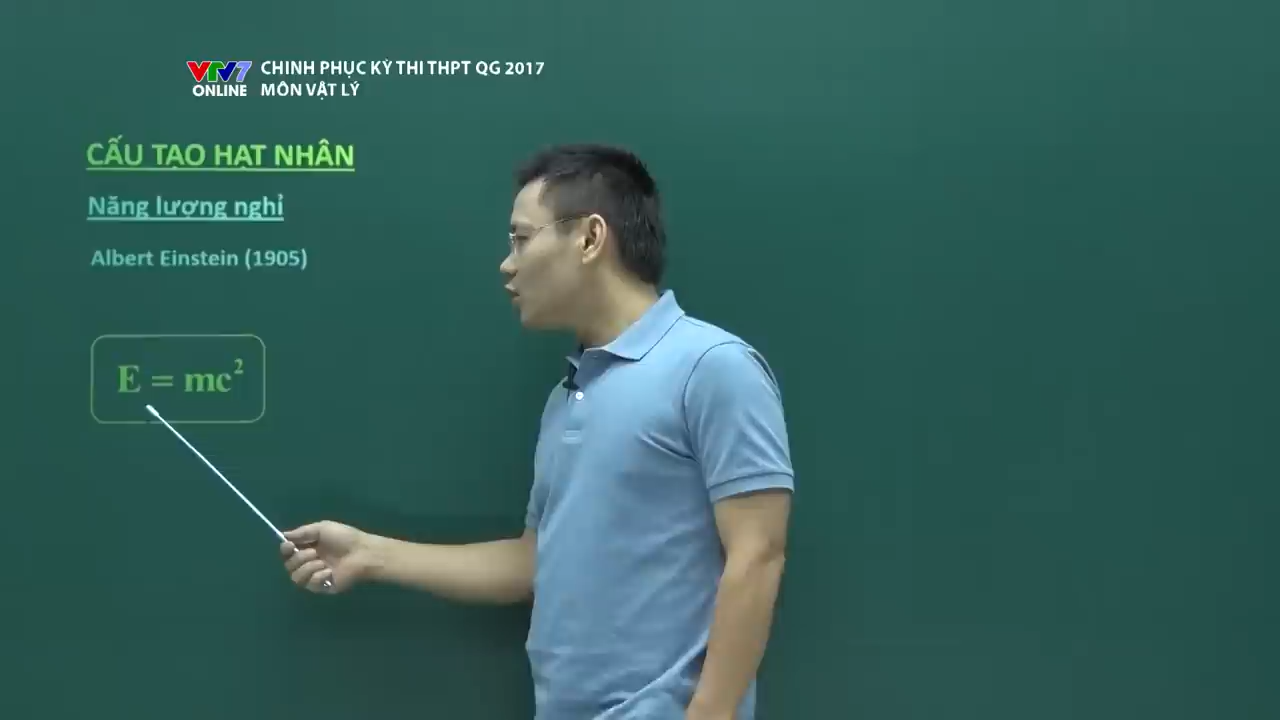 VTV7
ONLINE
CHINH PHỤC KỲ THI THPT QG 2017
MÔN VẬT LÝ
CẤU TẠO HẠT NHÂN
Năng lượng nghỉ
Albert Einstein (1905)
E = mc²